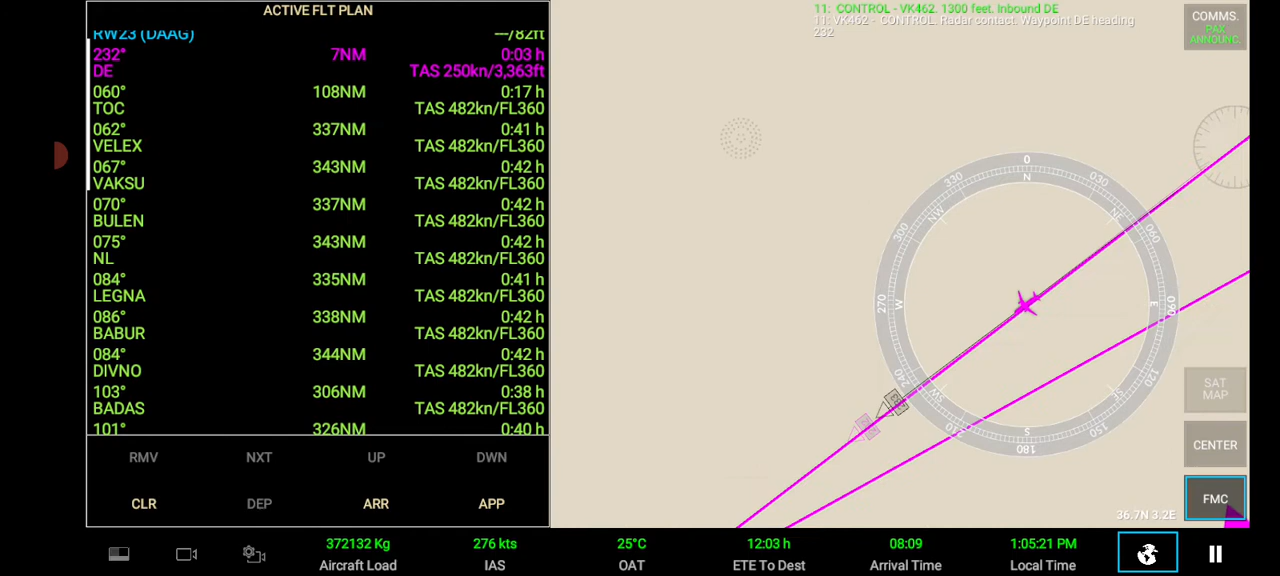 ACTIVE FLT PLAN
RW23 (DAAG) ---/82ft
232° 7NM 0:03 h
DE TAS 250kn/3,363ft
060° 108NM 0:17 h
TOC TAS 482kn/FL360
062° 337NM 0:41 h
VELEX TAS 482kn/FL360
067° 343NM 0:42 h
VAKSU TAS 482kn/FL360
070° 337NM 0:42 h
BULEN TAS 482kn/FL360
075° 343NM 0:42 h
NL TAS 482kn/FL360
084° 335NM 0:41 h
LEGNA TAS 482kn/FL360
086° 338NM 0:42 h
BABUR TAS 482kn/FL360
084° 344NM 0:42 h
DIVNO TAS 482kn/FL360
103° 306NM 0:38 h
BADAS TAS 482kn/FL360
101° 326NM 0:40 h
RMV NXT UP DWN
CLR DEP ARR APP
11: CONTROL - VK462. 1300 feet. Inbound DE
11: VK462 - CONTROL. Radar contact. Waypoint DE heading
232
COMMS.
PAX
ANNOUNC.
0
N
030
NE
060
E
090
120
150
S
180
210
SW
240
W
270
300
NW
330
SAT
MAP
CENTER
FMC
36.7N 3.2E
372132 Kg 276 kts 25°C 12:03 h 08:09 1:05:21 PM
Aircraft Load IAS OAT ETE To Dest Arrival Time Local Time